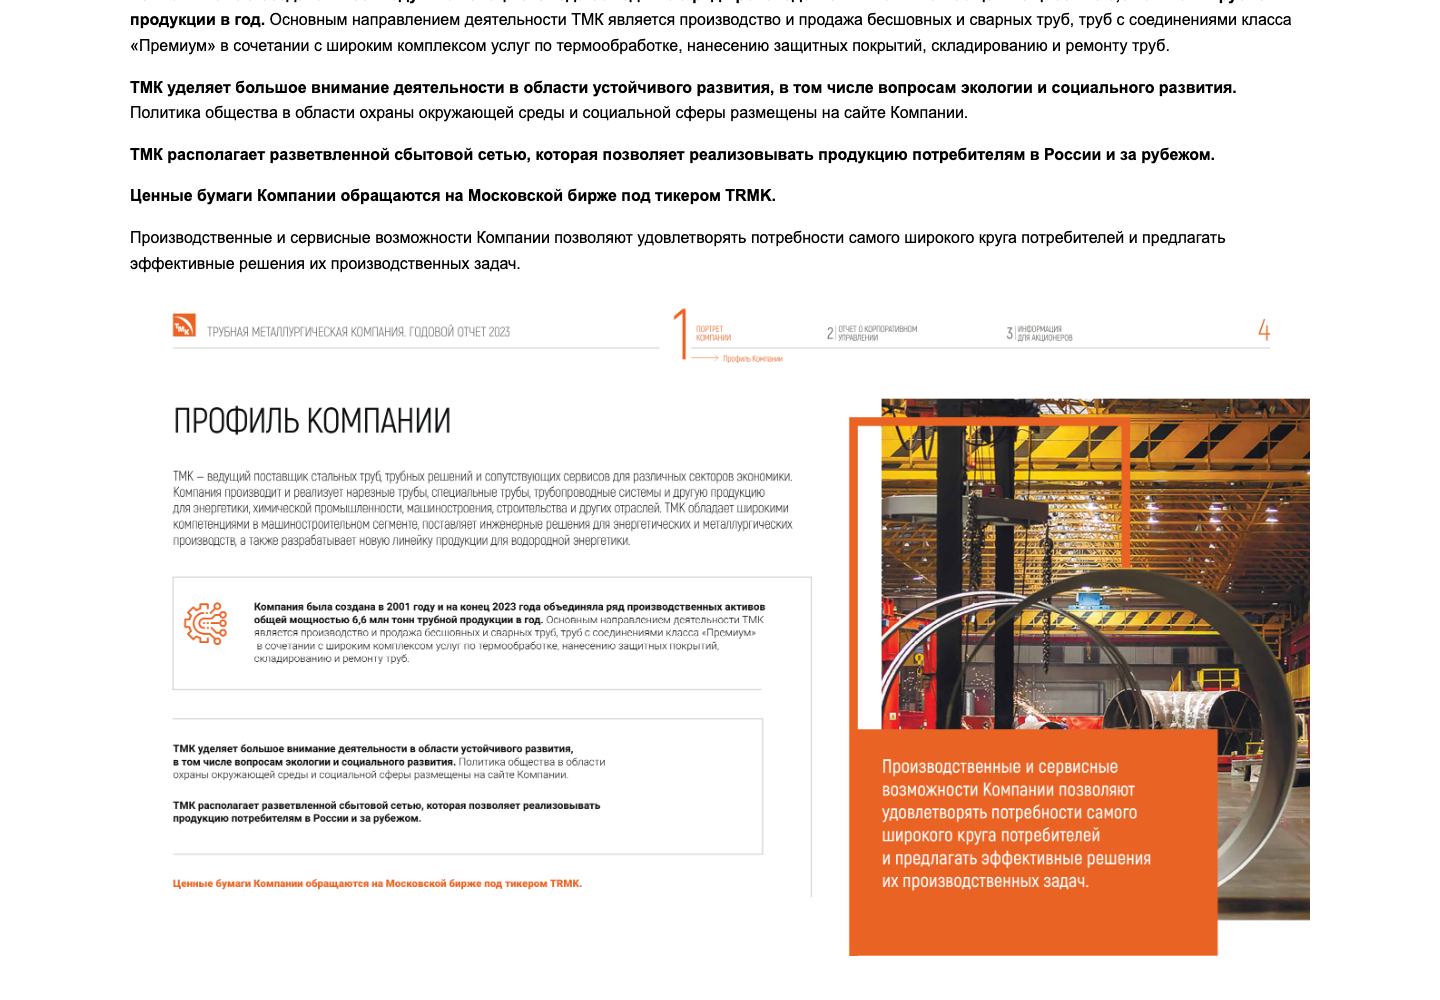 продукции в год. Основным направлением деятельности ТМК является производство и продажа бесшовных и сварных труб, труб с соединениями класса
«Премиум» в сочетании с широким комплексом услуг по термообработке, нанесению защитных покрытий, складированию и ремонту труб.
ТМК уделяет большое внимание деятельности в области устойчивого развития, в том числе вопросам экологии и социального развития.
Политика общества в области охраны окружающей среды и социальной сферы размещены на сайте Компании.
ТМК располагает разветвленной сбытовой сетью, которая позволяет реализовывать продукцию потребителям в России и за рубежом.
Ценные бумаги Компании обращаются на Московской бирже под тикером TRMK.
Производственные и сервисные возможности Компании позволяют удовлетворять потребности самого широкого круга потребителей и предлагать
эффективные решения их производственных задач.
ТМК
ТРУБНАЯ МЕТАЛЛУРГИЧЕСКАЯ КОМПАНИЯ. ГОДОВОЙ ОТЧЕТ 2023
1
ПОРТРЕТ
КОМПАНИИ
Профиль Компании
2
ОТЧЕТ О КОРПОРАТИВНОМ
УПРАВЛЕНИИ
3
ИНФОРМАЦИЯ
ДЛЯ АКЦИОНЕРОВ
4
ПРОФИЛЬ КОМПАНИИ
ТМК – ведущий поставщик стальных труб, трубных решений и сопутствующих сервисов для различных секторов экономики.
Компания производит и реализует нарезные трубы, специальные трубы, трубопроводные системы и другую продукцию
для энергетики, химической промышленности, машиностроения, строительства и других отраслей. ТМК обладает широкими
компетенциями в машиностроительном сегменте, поставляет инженерные решения для энергетических и металлургических
производств, а также разрабатывает новую линейку продукции для водородной энергетики.
Компания была создана в 2001 году и на конец 2023 года объединяла ряд производственных активов
общей мощностью 6,6 млн тонн трубной продукции в год. Основным направлением деятельности ТМК
является производство и продажа бесшовных и сварных труб, труб с соединениями класса «Премиум»
в сочетании с широким комплексом услуг по термообработке, нанесению защитных покрытий,
складированию и ремонту труб.
ТМК уделяет большое внимание деятельности в области устойчивого развития,
в том числе вопросам экологии и социального развития. Политика общества в области
охраны окружающей среды и социальной сферы размещены на сайте Компании.
ТМК располагает разветвленной сбытовой сетью, которая позволяет реализовывать
продукцию потребителям в России и за рубежом.
Ценные бумаги Компании обращаются на Московской бирже под тикером TRMK.
Производственные и сервисные
возможности Компании позволяют
удовлетворять потребности самого
широкого круга потребителей
и предлагать эффективные решения
их производственных задач.